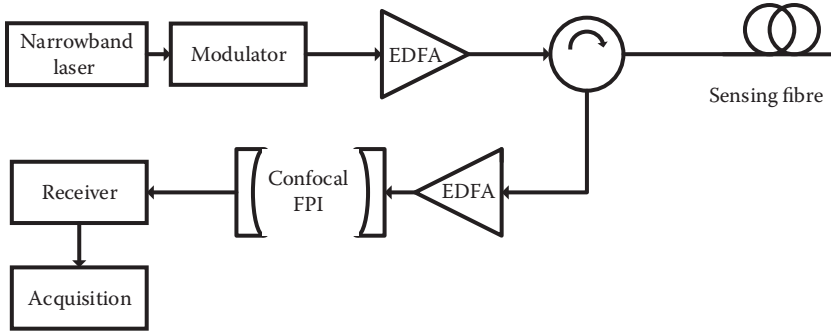 Narrowband
laser
Modulator
EDFA
Sensing fibre
Receiver
Confocal
FPI
EDFA
Acquisition